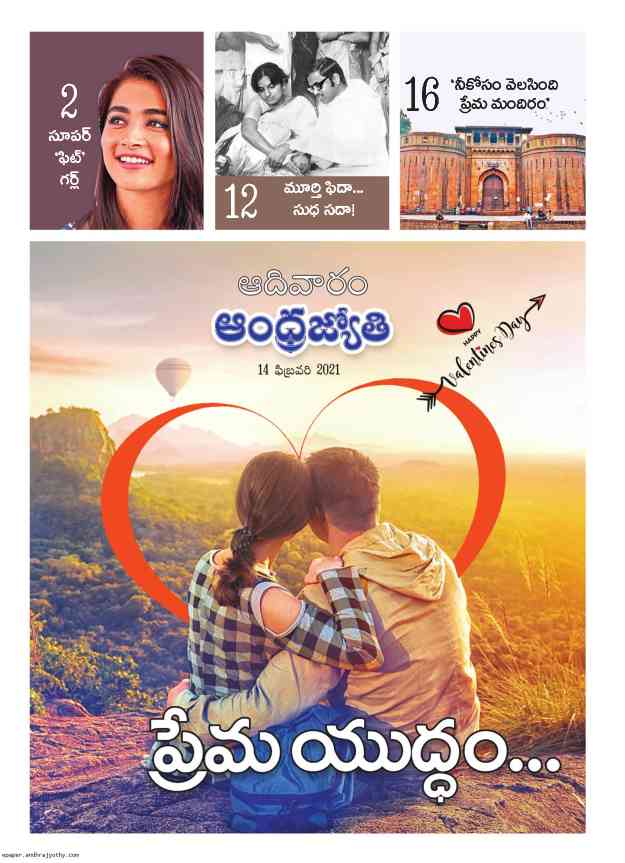 2
సూపర్
‘ఫిట్’
గర్ల్
12
మూర్తి ఫిదా...
సుధ సదా!
16
‘నీకోసం వెలసింది
ప్రేమ మందిరం’
ఆదివారం
ఆంధ్రజ్యోతి
14 ఫిబ్రవరి 2021
HAPPY
Valentines Day
ప్రేమ యుద్ధం...
epaper.andhrajyothy.com